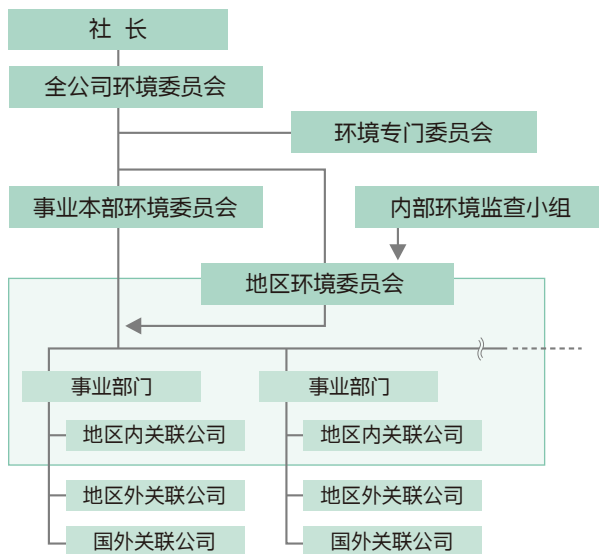 社 长
全公司环境委员会
环境专门委员会
事业本部环境委员会
内部环境监查小组
地区环境委员会
事业部门
事业部门
地区内关联公司
地区内关联公司
地区外关联公司
地区外关联公司
国外关联公司
国外关联公司